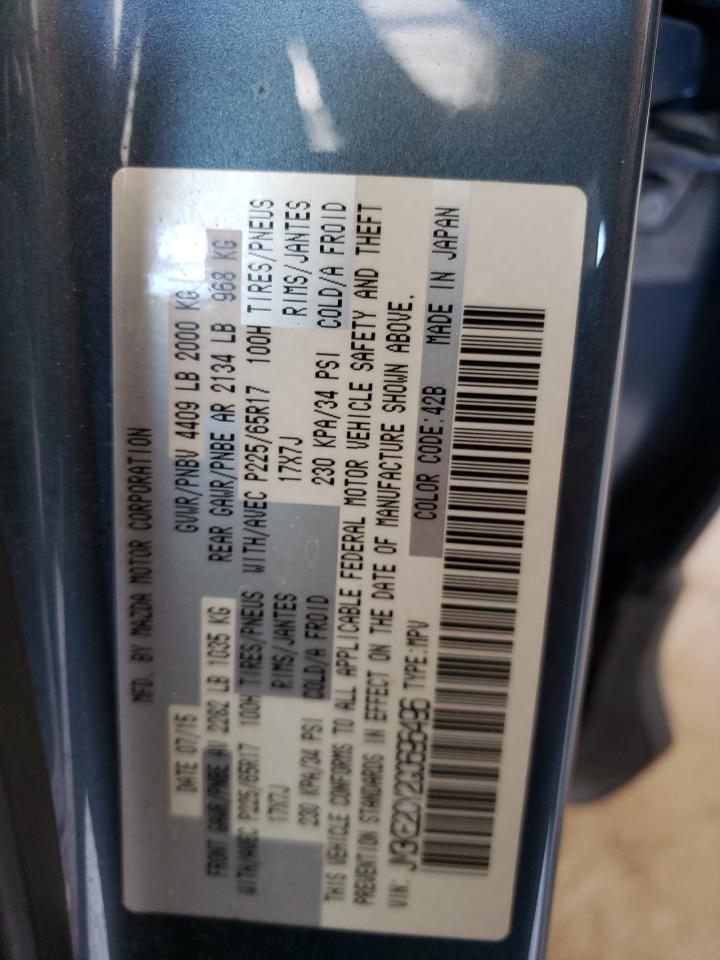 MFD. BY MAZDA MOTOR CORPORATION
DATE 07/15 GVWR/PNBV 4409 LB 2000 KG
FRONT GAWR/PNBE AV 2282 LB 1035 KG REAR GAWR/PNBE AR 2134 LB 968 KG
WITH/AVEC P225/65R17 100H TIRES/PNEUS WITH/AVEC P225/65R17 100H TIRES/PNEUS
17X7J RIMS/JANTES 17X7J RIMS/JANTES
230 KPA/34 PSI COLD/A FROID 230 KPA/34 PSI COLD/A FROID
THIS VEHICLE CONFORMS TO ALL APPLICABLE FEDERAL MOTOR VEHICLE SAFETY AND THEFT
PREVENTION STANDARDS IN EFFECT ON THE DATE OF MANUFACTURE SHOWN ABOVE.
VIN: JM3KE2CY2G0696496 TYPE:MPV COLOR CODE:42B MADE IN JAPAN